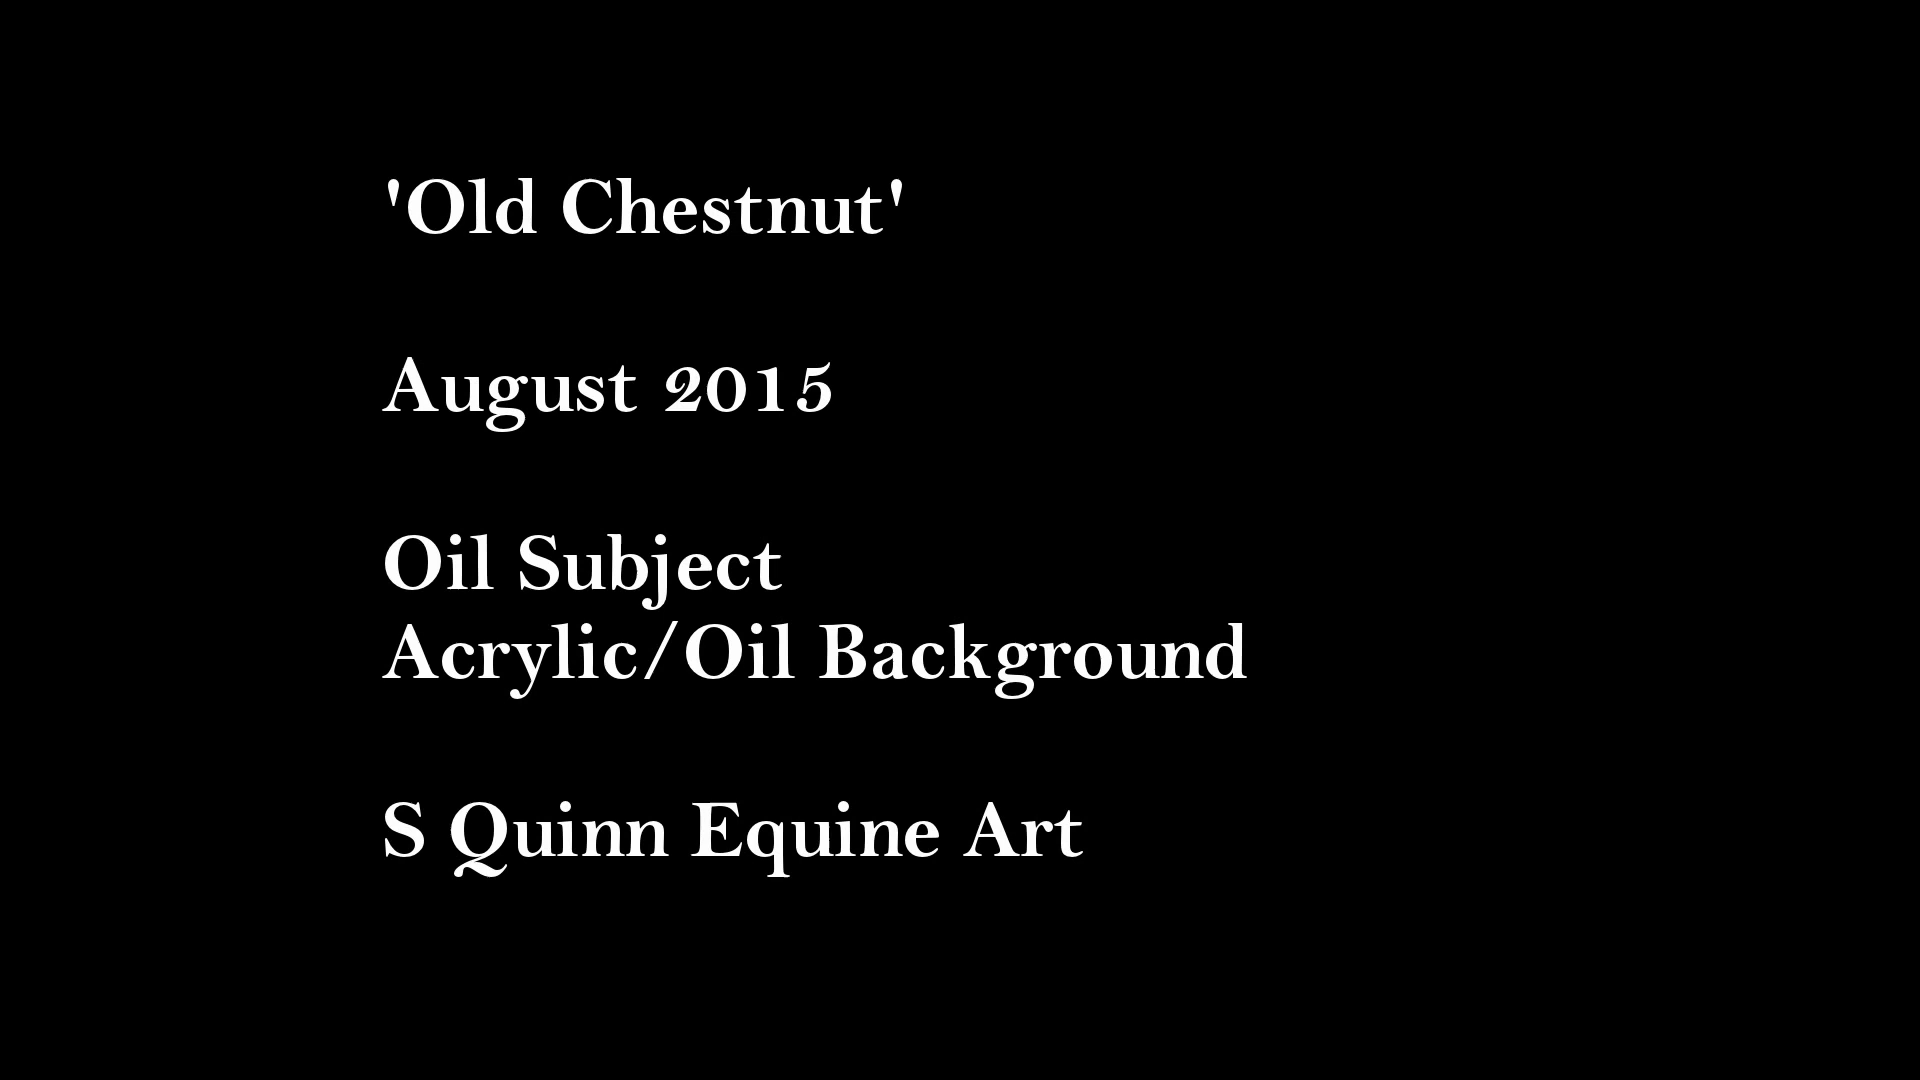 'Old Chestnut'
August 2015
Oil Subject
Acrylic/Oil Background
S Quinn Equine Art